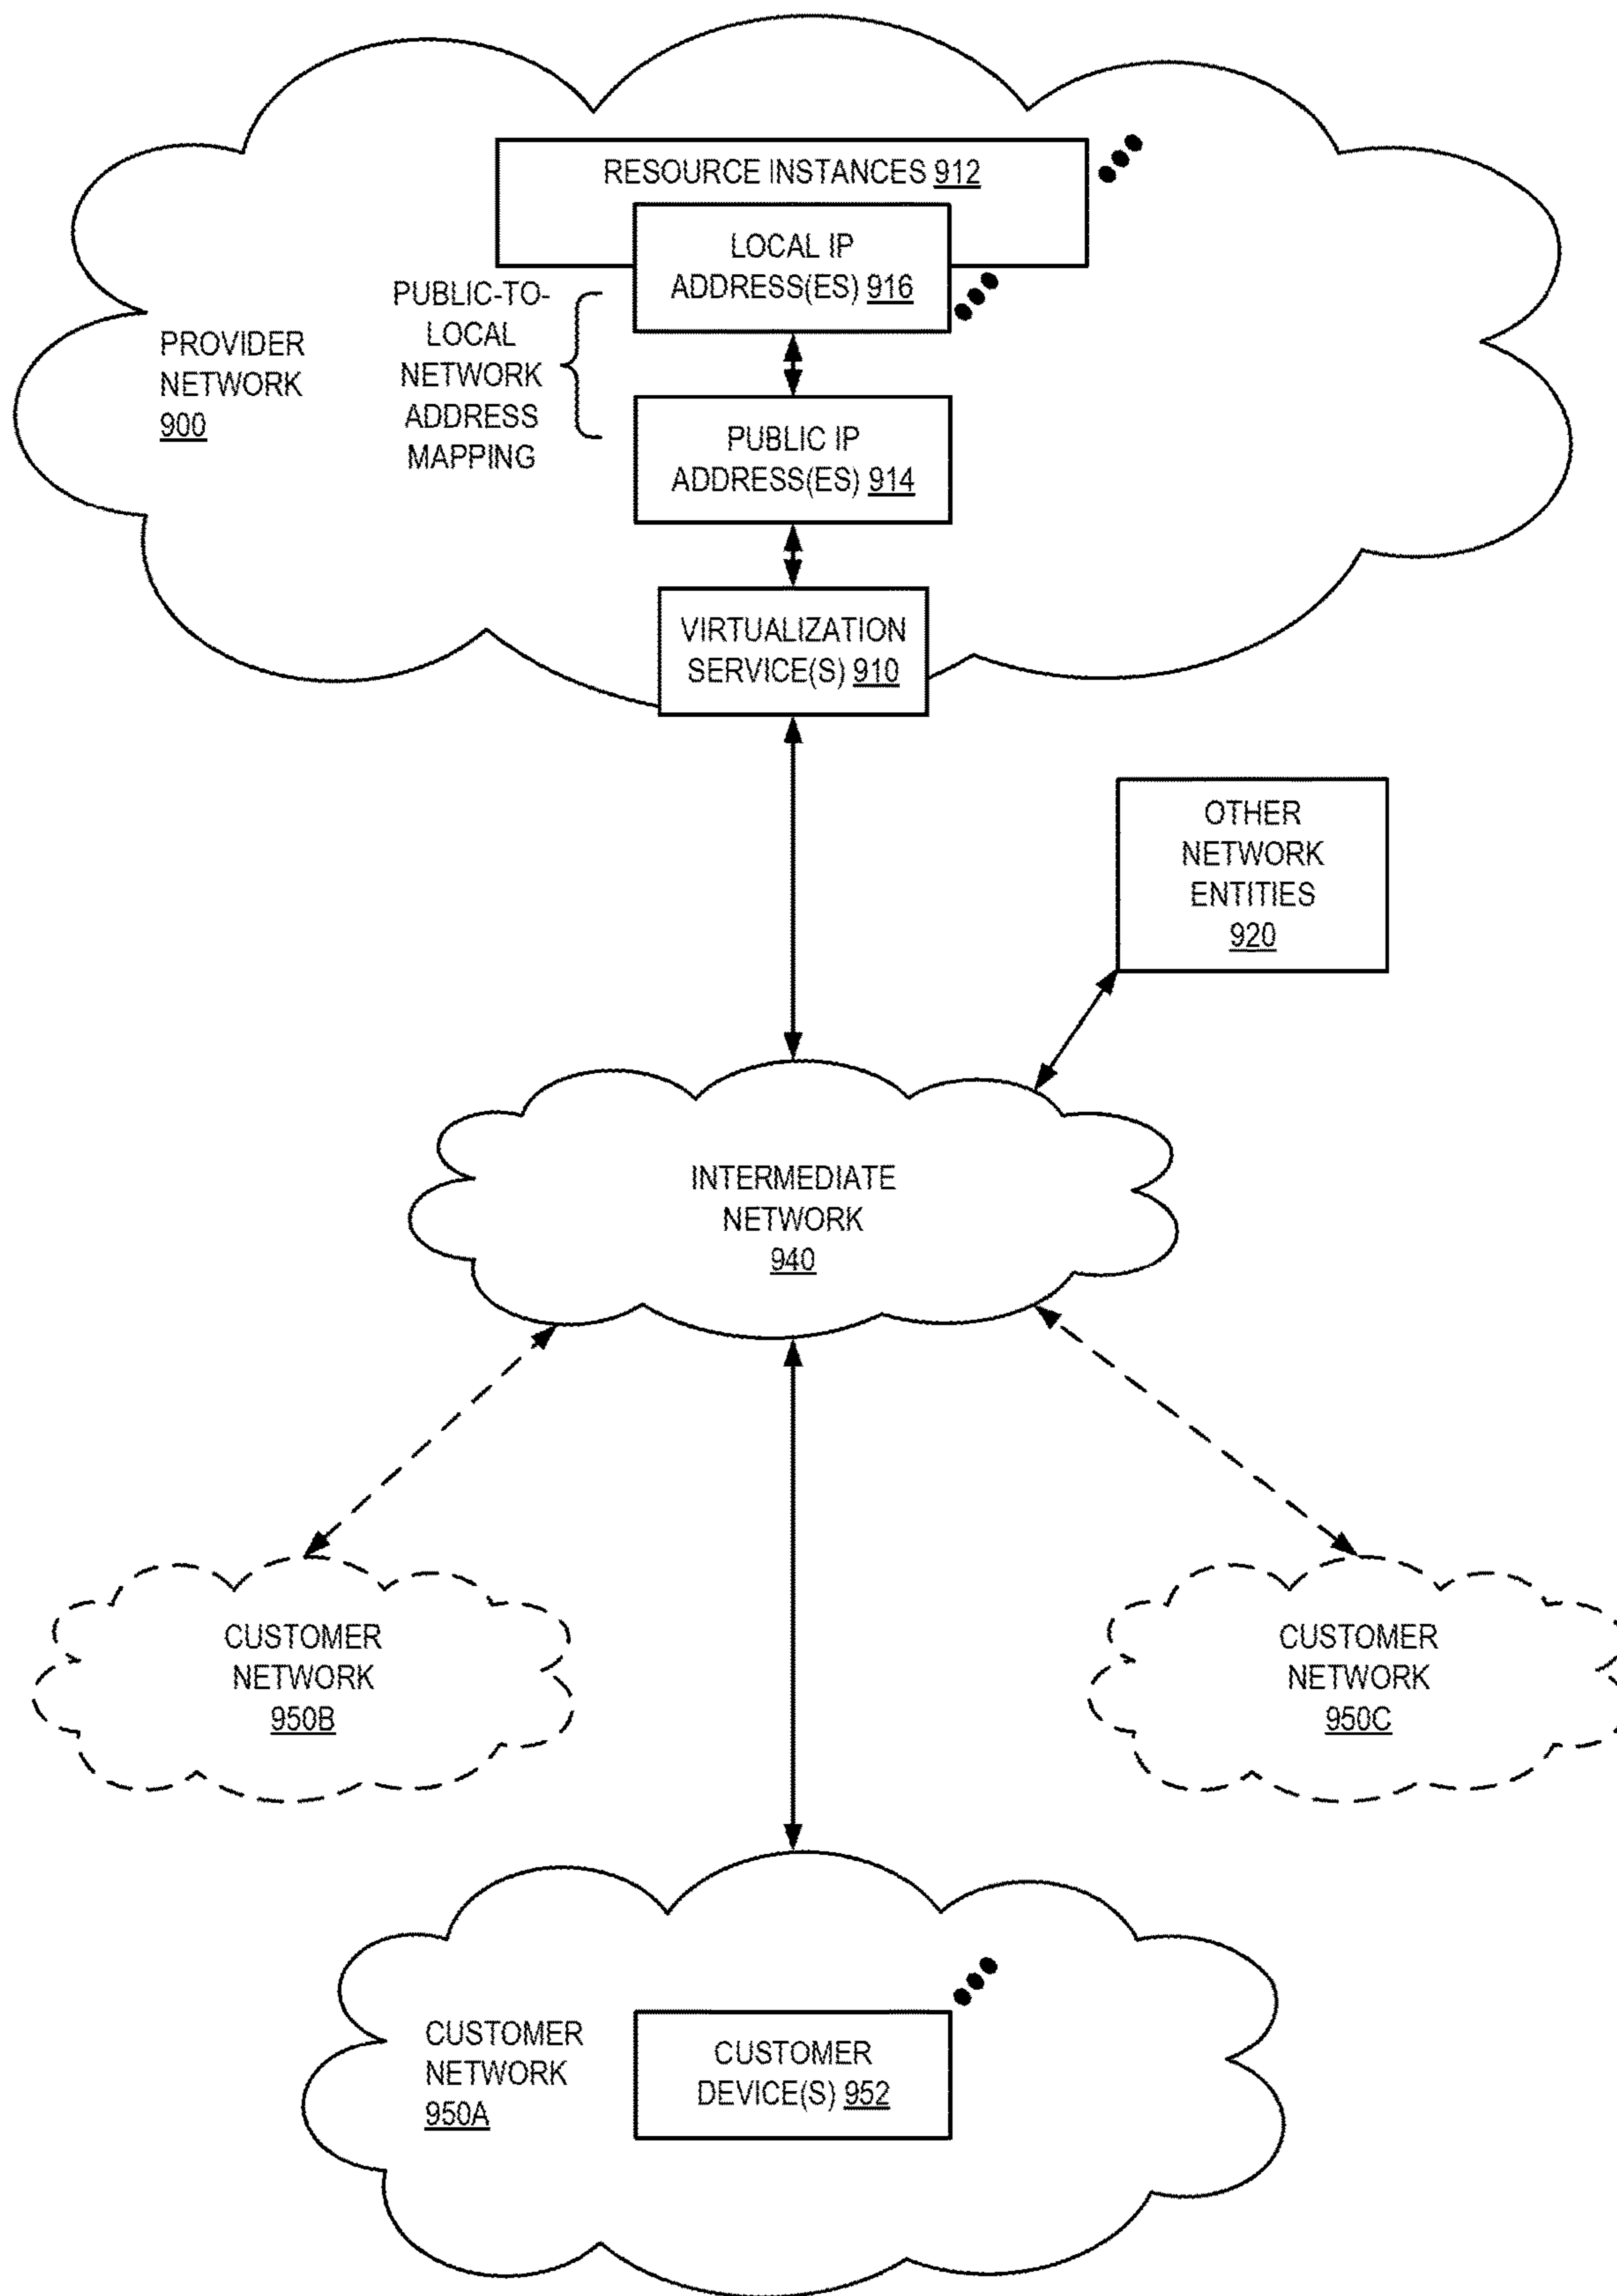 RESOURCE INSTANCES 912
LOCAL IP
ADDRESS(ES) 916
PUBLIC-TO-
LOCAL
NETWORK
ADDRESS
MAPPING
PROVIDER
NETWORK
900
PUBLIC IP
ADDRESS(ES) 914
VIRTUALIZATION
SERVICE(S) 910
OTHER
NETWORK
ENTITIES
920
INTERMEDIATE
NETWORK
940
CUSTOMER
NETWORK
950B
CUSTOMER
NETWORK
950C
CUSTOMER
NETWORK
950A
CUSTOMER
DEVICE(S) 952